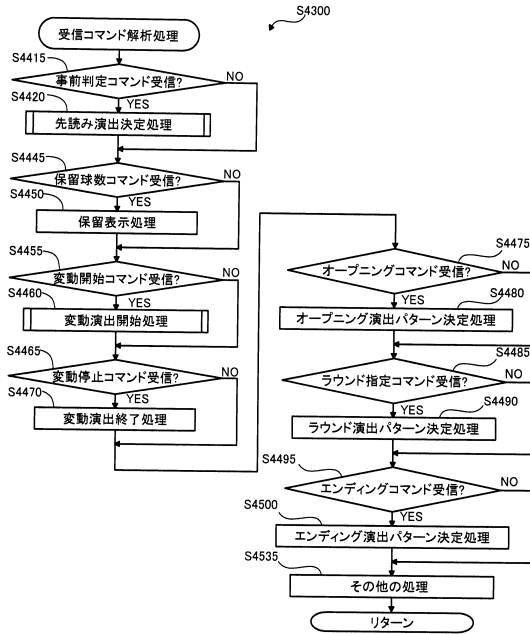 S4300
受信コマンド解析処理
S4415
事前判定コマンド受信?
NO
YES
S4420
先読み演出決定処理
S4445
保留球数コマンド受信?
NO
YES
S4450
保留表示処理
S4455
変動開始コマンド受信?
NO
YES
S4460
変動演出開始処理
S4465
変動停止コマンド受信?
NO
YES
S4470
変動演出終了処理
S4475
オープニングコマンド受信?
NO
YES
S4480
オープニング演出パターン決定処理
S4485
ラウンド指定コマンド受信?
NO
YES
S4490
ラウンド演出パターン決定処理
S4495
エンディングコマンド受信?
NO
YES
S4500
エンディング演出パターン決定処理
S4535
その他の処理
リターン